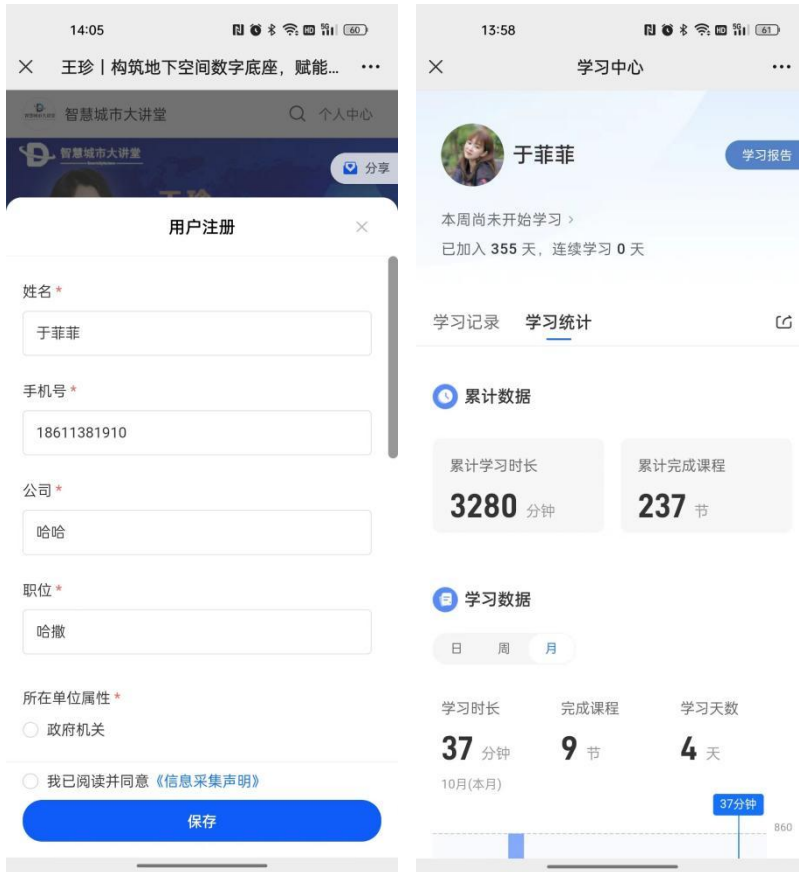 14:05
60
王珍丨构筑地下空间数字底座，赋能...
智慧城市大讲堂
个人中心
智慧城市大讲堂
分享
用户注册
姓名 *
于菲菲
手机号 *
18611381910
公司 *
哈哈
职位 *
哈撒
所在单位属性 *
政府机关
我已阅读并同意《信息采集声明》
保存
13:58
61
学习中心
于菲菲
学习报告
本周尚未开始学习 >
已加入 355 天，连续学习 0 天
学习记录 学习统计
累计数据
累计学习时长 累计完成课程
3280 分钟 237 节
学习数据
日 周 月
学习时长 完成课程 学习天数
37 分钟 9 节 4 天
10月(本月)
37分钟
860